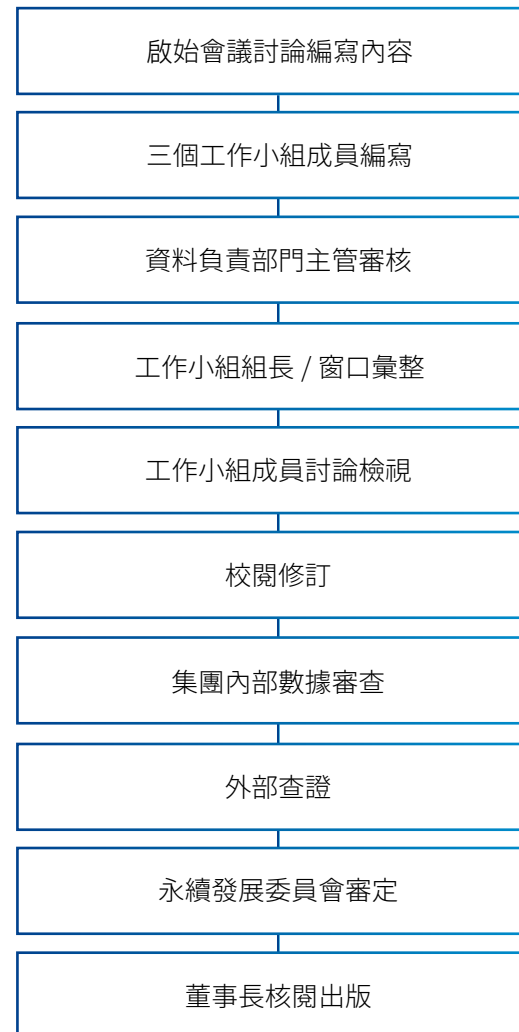 啟始會議討論編寫內容
三個工作小組成員編寫
資料負責部門主管審核
工作小組組長 / 窗口彙整
工作小組成員討論檢視
校閱修訂
集團內部數據審查
外部查證
永續發展委員會審定
董事長核閱出版